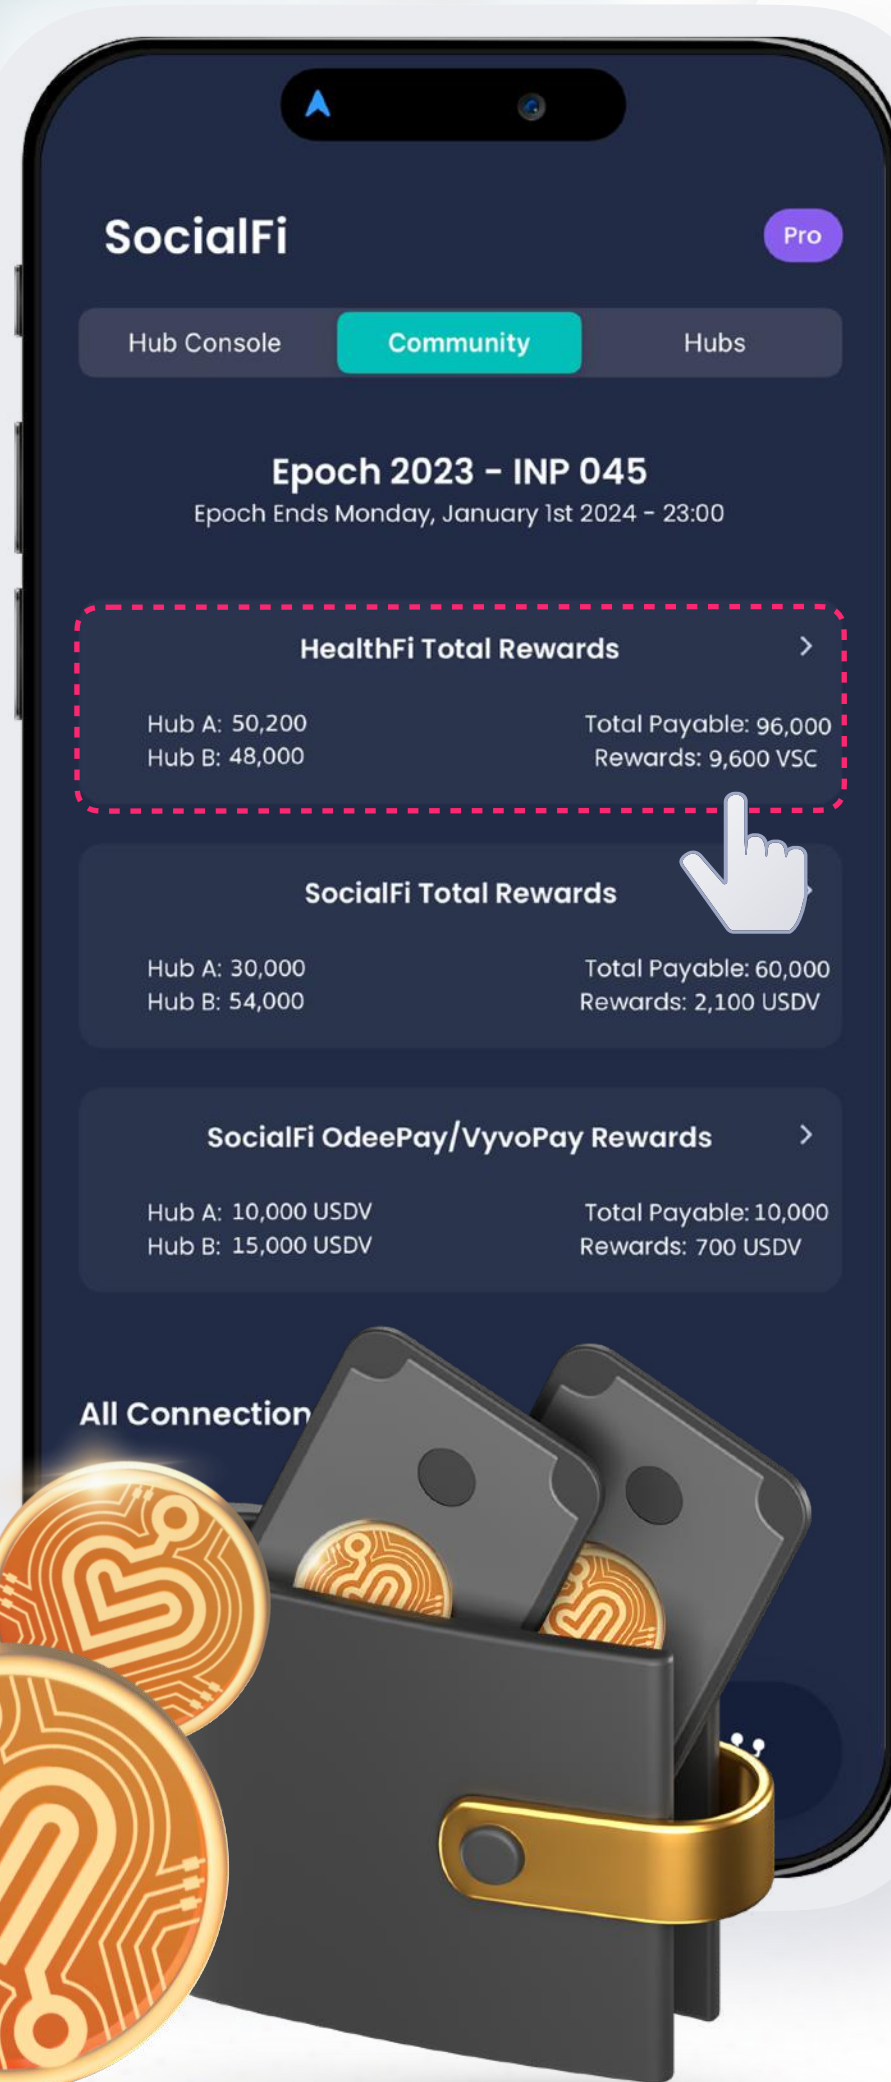 SocialFi
Pro
Hub Console
Community
Hubs
Epoch 2023 - INP 045
Epoch Ends Monday, January 1st 2024 - 23:00
HealthFi Total Rewards
Hub A: 50,200
Total Payable: 96,000
Hub B: 48,000
Rewards: 9,600 VSC
SocialFi Total Rewards
Hub A: 30,000
Total Payable: 60,000
Hub B: 54,000
Rewards: 2,100 USDV
SocialFi OdeePay/VyvoPay Rewards
Hub A: 10,000 USDV
Total Payable: 10,000
Hub B: 15,000 USDV
Rewards: 700 USDV
All Connection